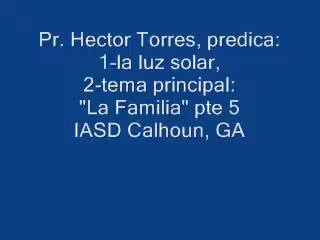 Pr. Hector Torres, predica:
1-la luz solar,
2-tema principal:
"La Familia" pte 5
IASD Calhoun, GA